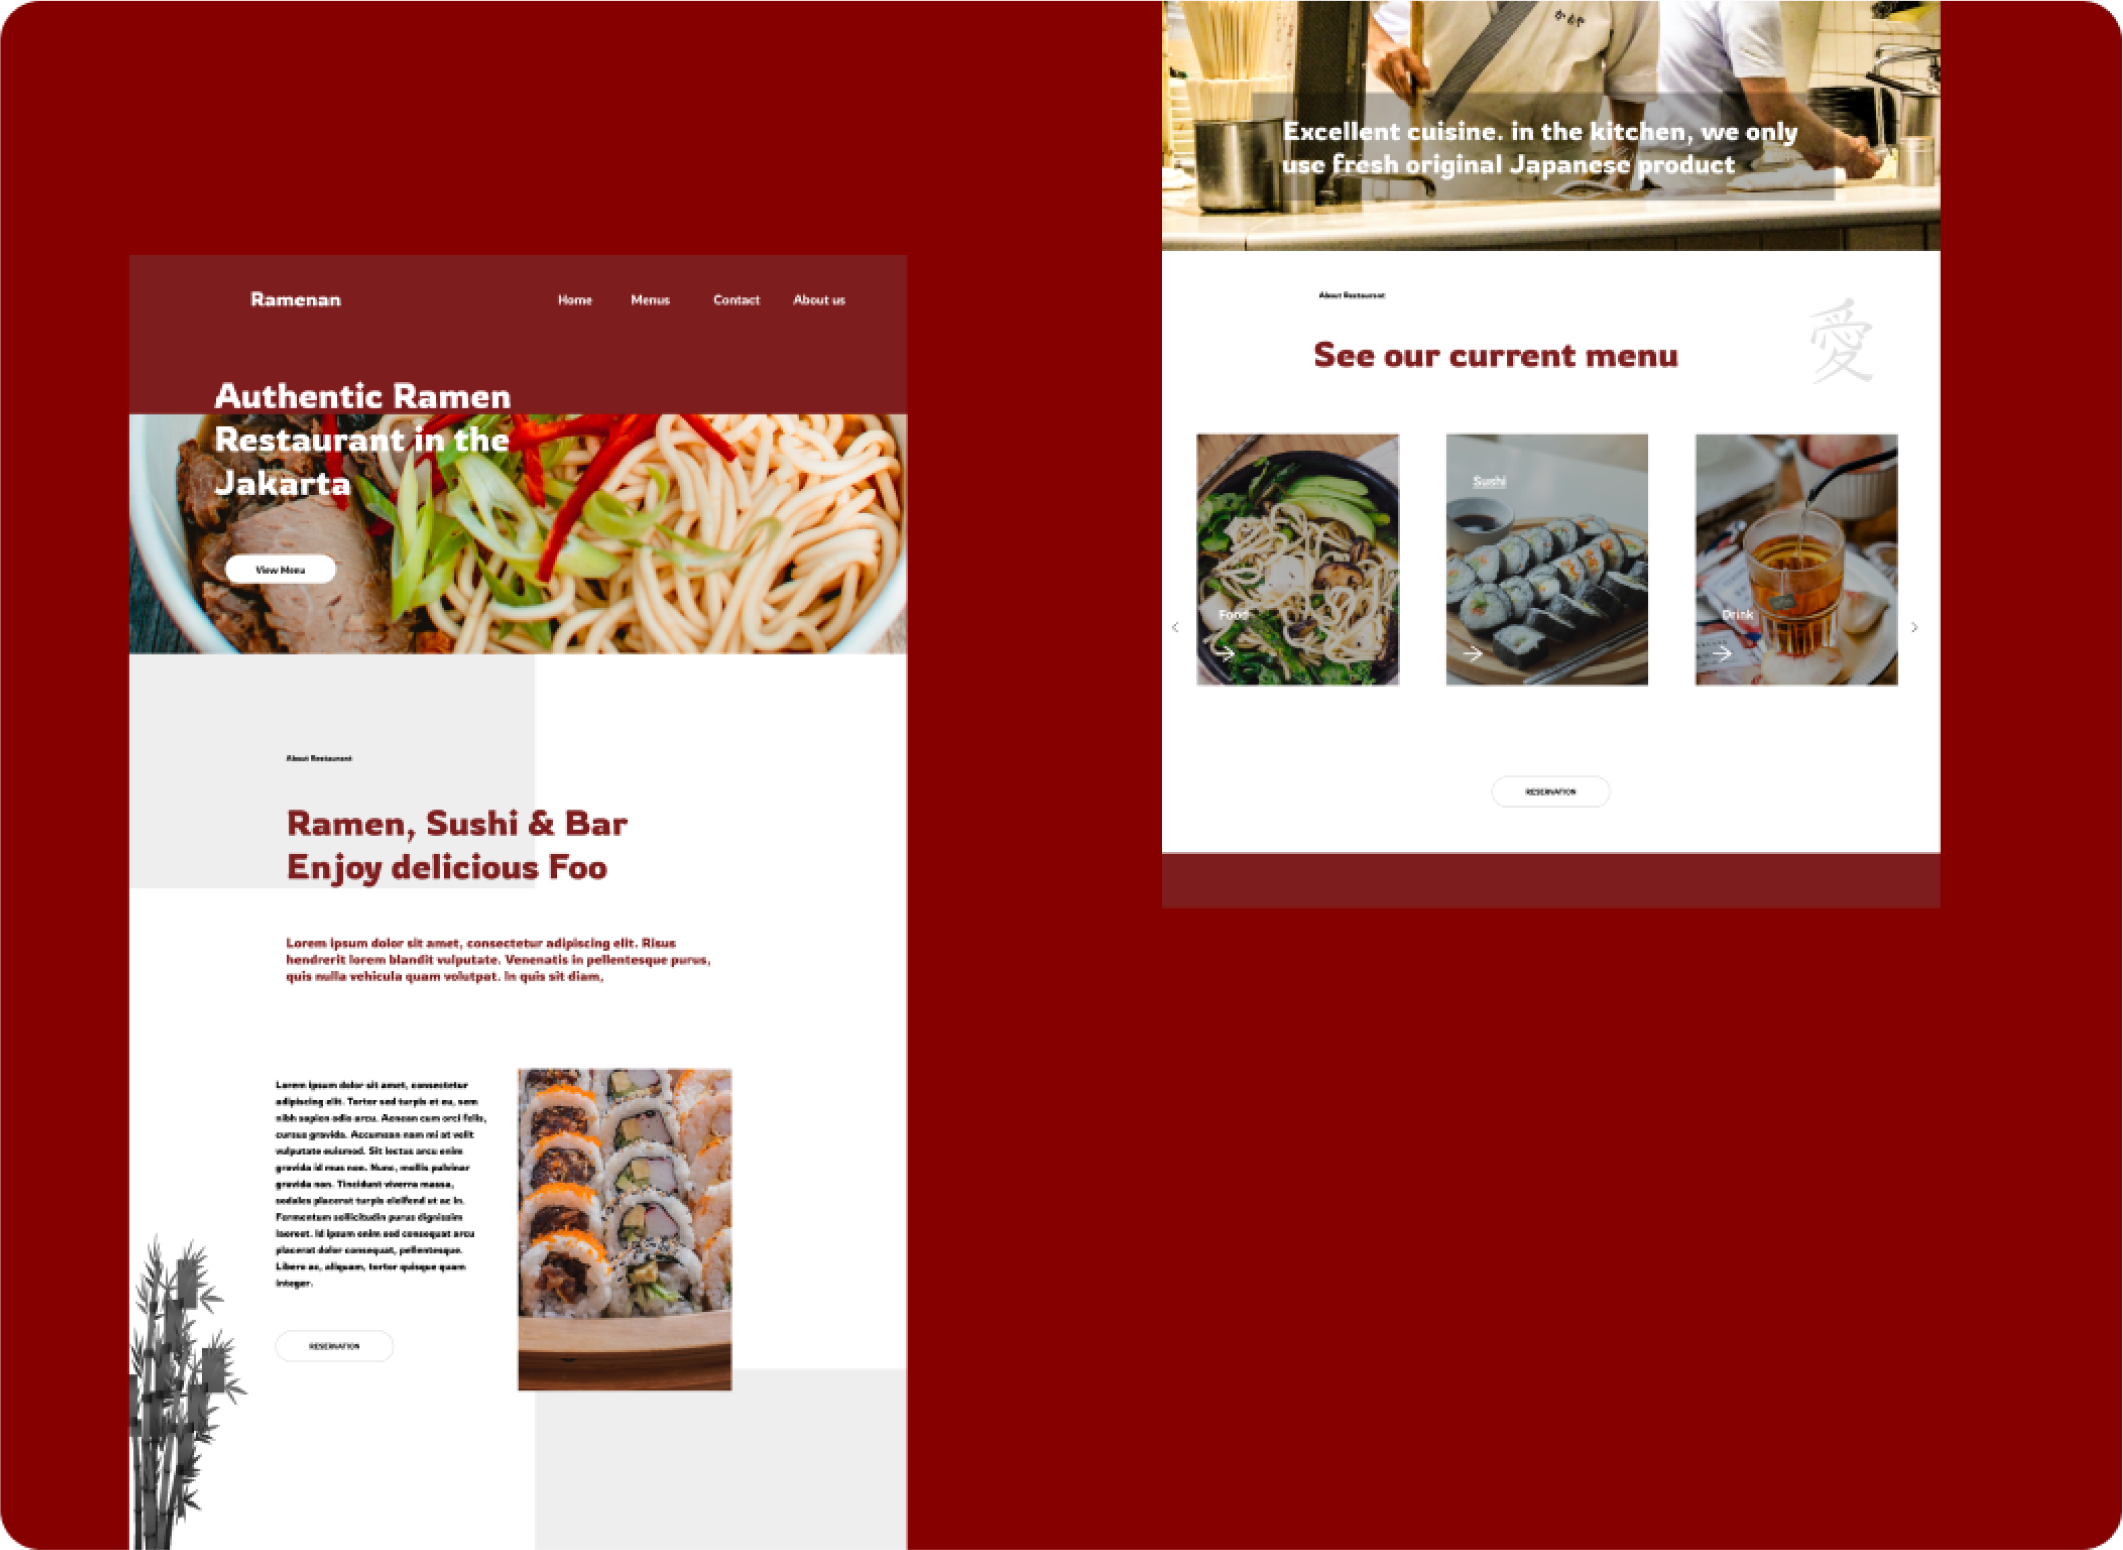 Ramenan
Home Menus Contact About us
Authentic Ramen
Restaurant in the
Jakarta
View Menu
About Restaurant
Ramen, Sushi & Bar
Enjoy delicious Foo
Lorem ipsum dolor sit amet, consectetur adipiscing elit. Risus
hendrerit lorem blandit vulputate. Venenatis in pellentesque purus,
quis nulla vehicula quam volutpat. In quis sit diam,
Lorem ipsum dolor sit amet, consectetur
adipiscing elit. Tortor sed turpis et eu, sem
nibh sapien odio arcu. Aenean cum orci felis,
cursus gravida. Accumsan nam mi at velit
vulputate euismod. Sit lectus arcu enim
gravida id mus non. Nunc, mollis pulvinar
gravida non. Tincidunt viverra massa,
sodales placerat turpis eleifend ut ac in.
Fermentum sollicitudin purus dignissim
laoreet. Id ipsum enim sed consequat arcu
placerat dolor consequat, pellentesque.
Libero ac, aliquam, tortor quisque quam
integer.
RESERVATION
Excellent cuisine. in the kitchen, we only
use fresh original Japanese product
About Restaurant
See our current menu
愛
Sushi
Food
Drink
RESERVATION